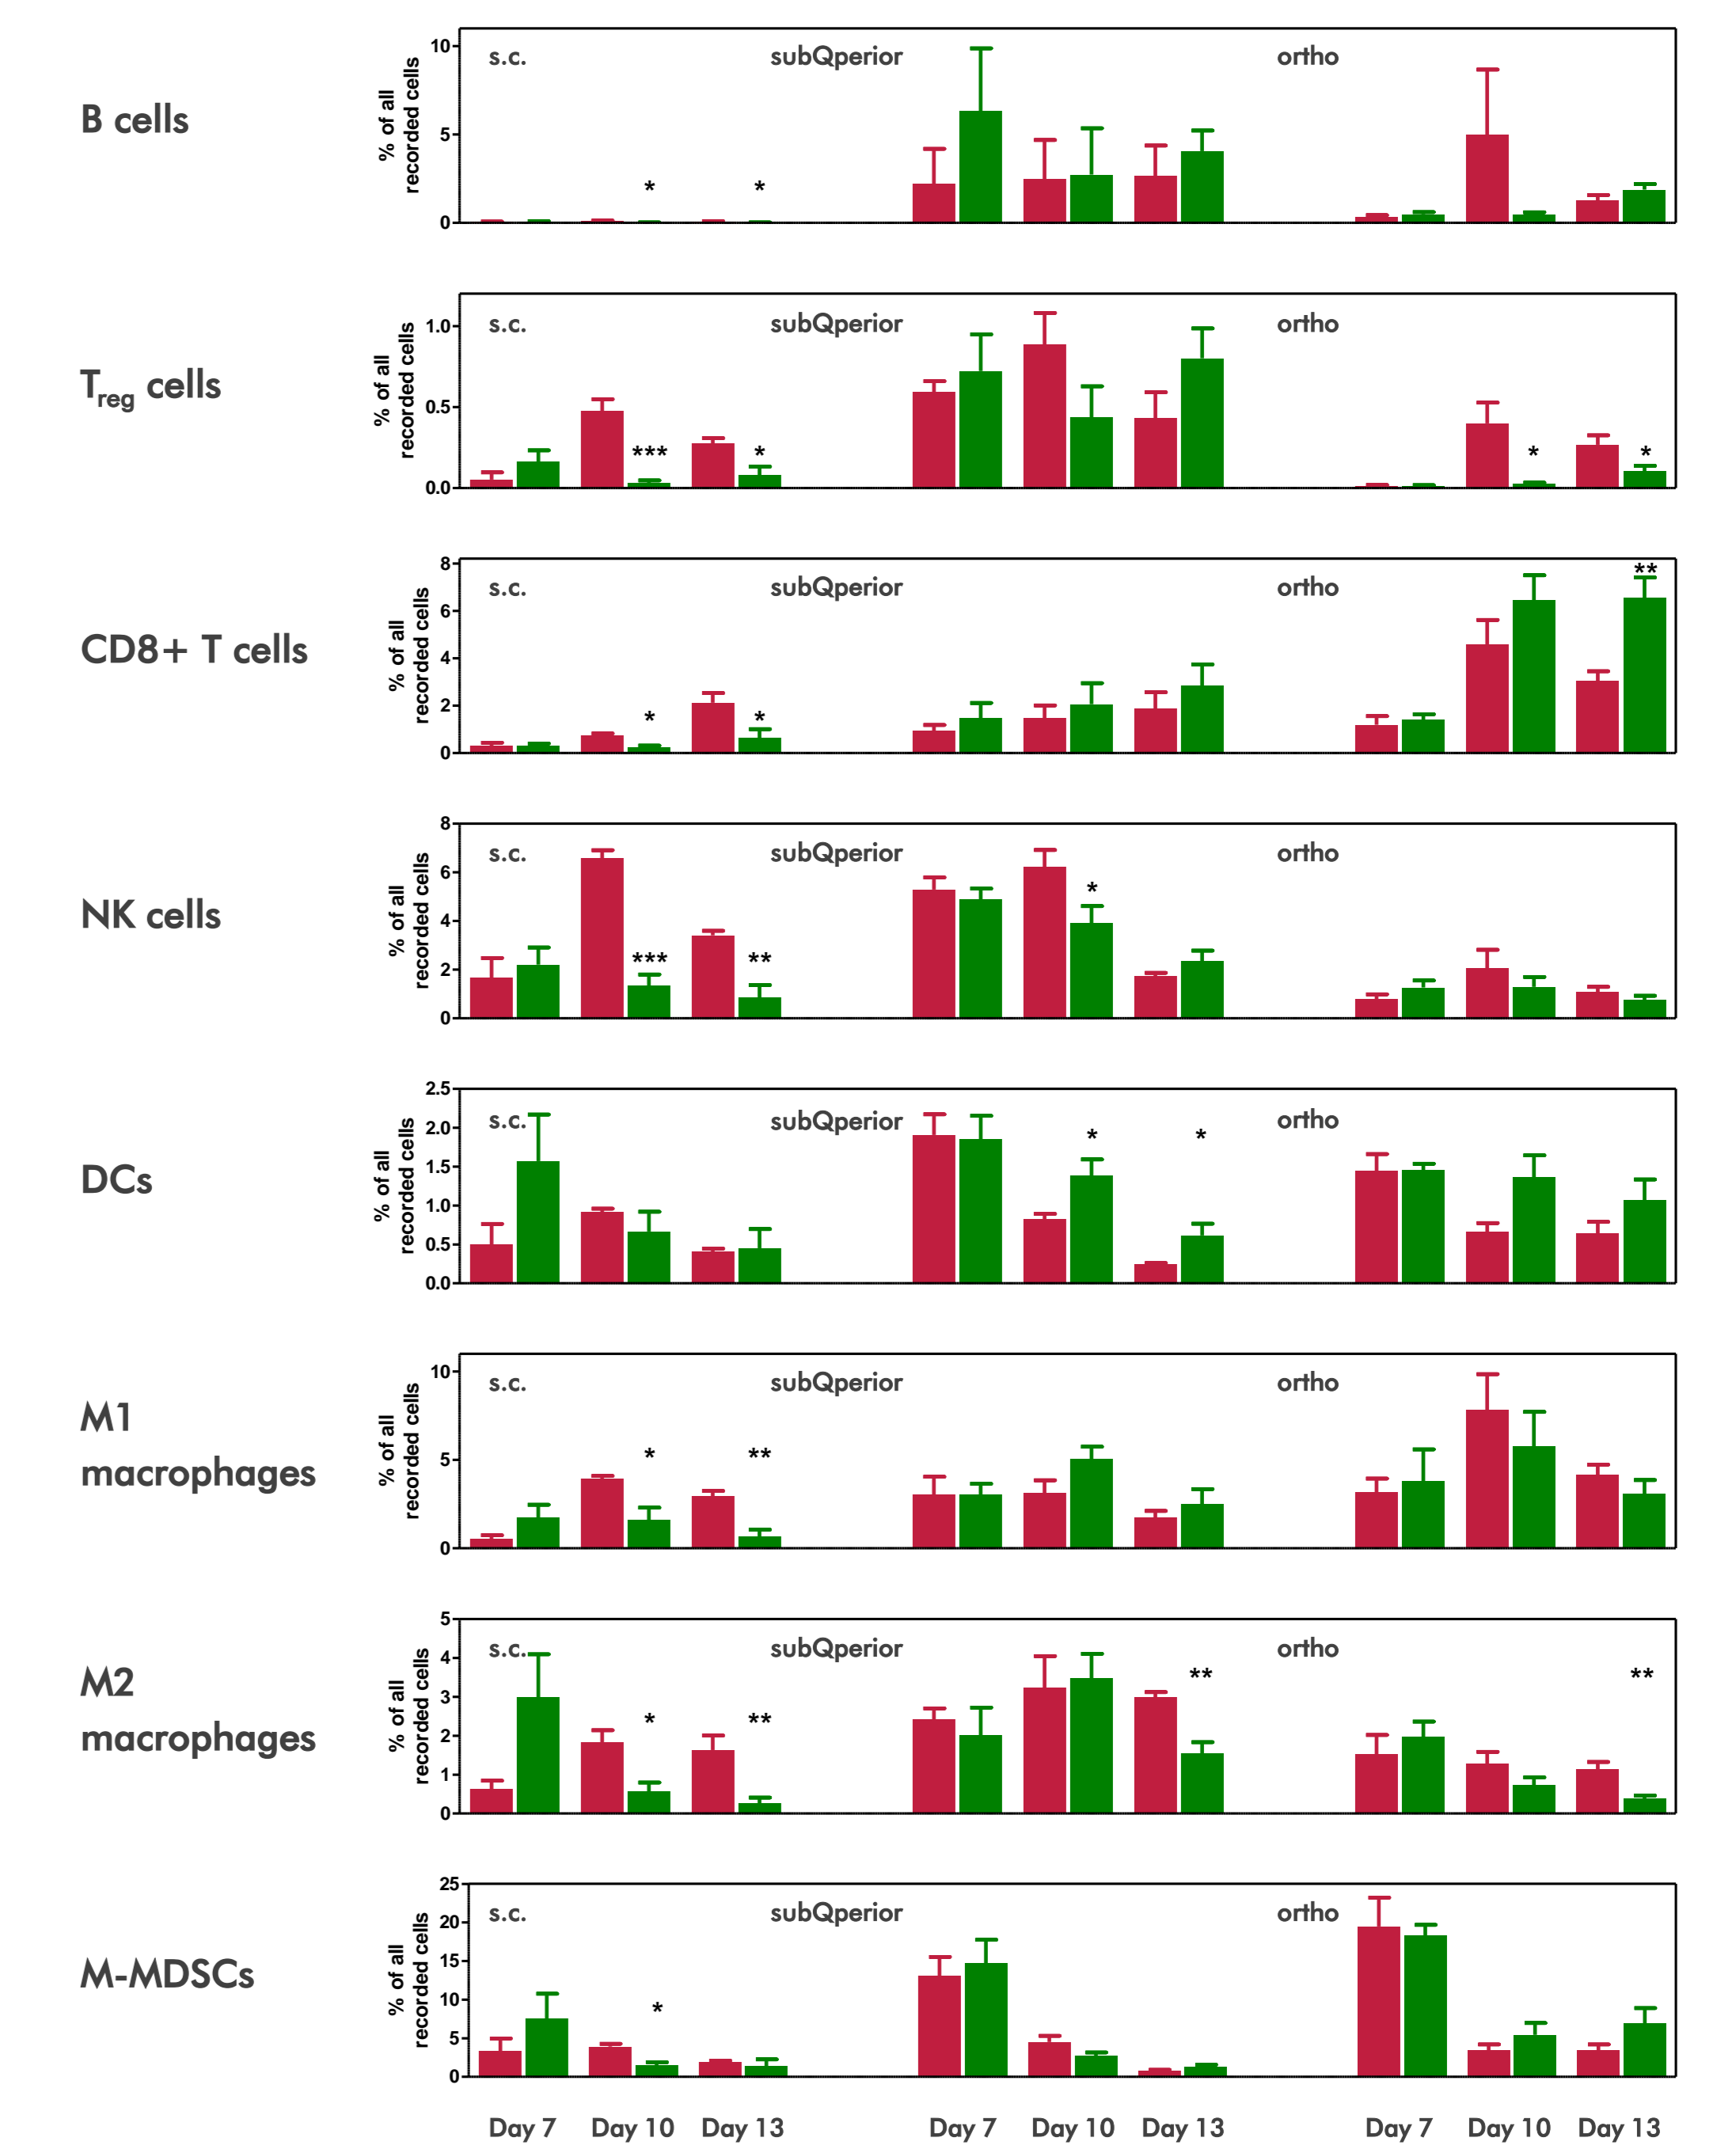 B cells
% of all
recorded cells
10
5
0
s.c. subQperior ortho
* *
T_reg cells
% of all
recorded cells
1.0
0.5
0.0
s.c. subQperior ortho
*** * * *
CD8+ T cells
% of all
recorded cells
8
6
4
2
0
s.c. subQperior ortho
**
* *
NK cells
% of all
recorded cells
8
6
4
2
0
s.c. subQperior ortho
*
*** **
DCs
% of all
recorded cells
2.5
2.0
1.5
1.0
0.5
0.0
s.c. subQperior ortho
* *
M1
macrophages
% of all
recorded cells
10
5
0
s.c. subQperior ortho
* **
M2
macrophages
% of all
recorded cells
5
4
3
2
1
0
s.c. subQperior ortho
** **
* **
M-MDSCs
% of all
recorded cells
25
20
15
10
5
0
s.c. subQperior ortho
*
Day 7 Day 10 Day 13 Day 7 Day 10 Day 13 Day 7 Day 10 Day 13